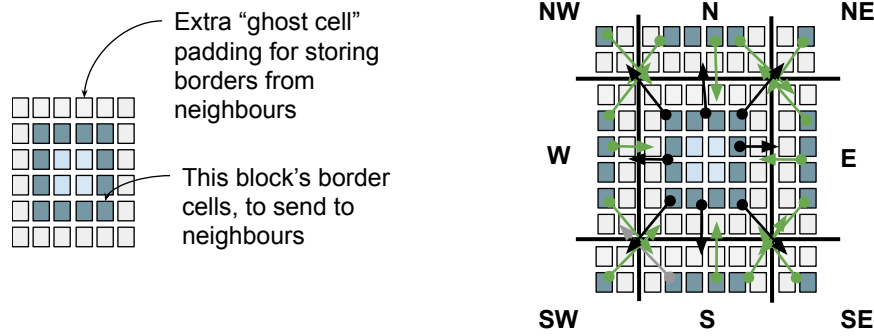 Extra “ghost cell”
padding for storing
borders from
neighbours
This block’s border
cells, to send to
neighbours
NW
N
NE
W
E
SW
S
SE